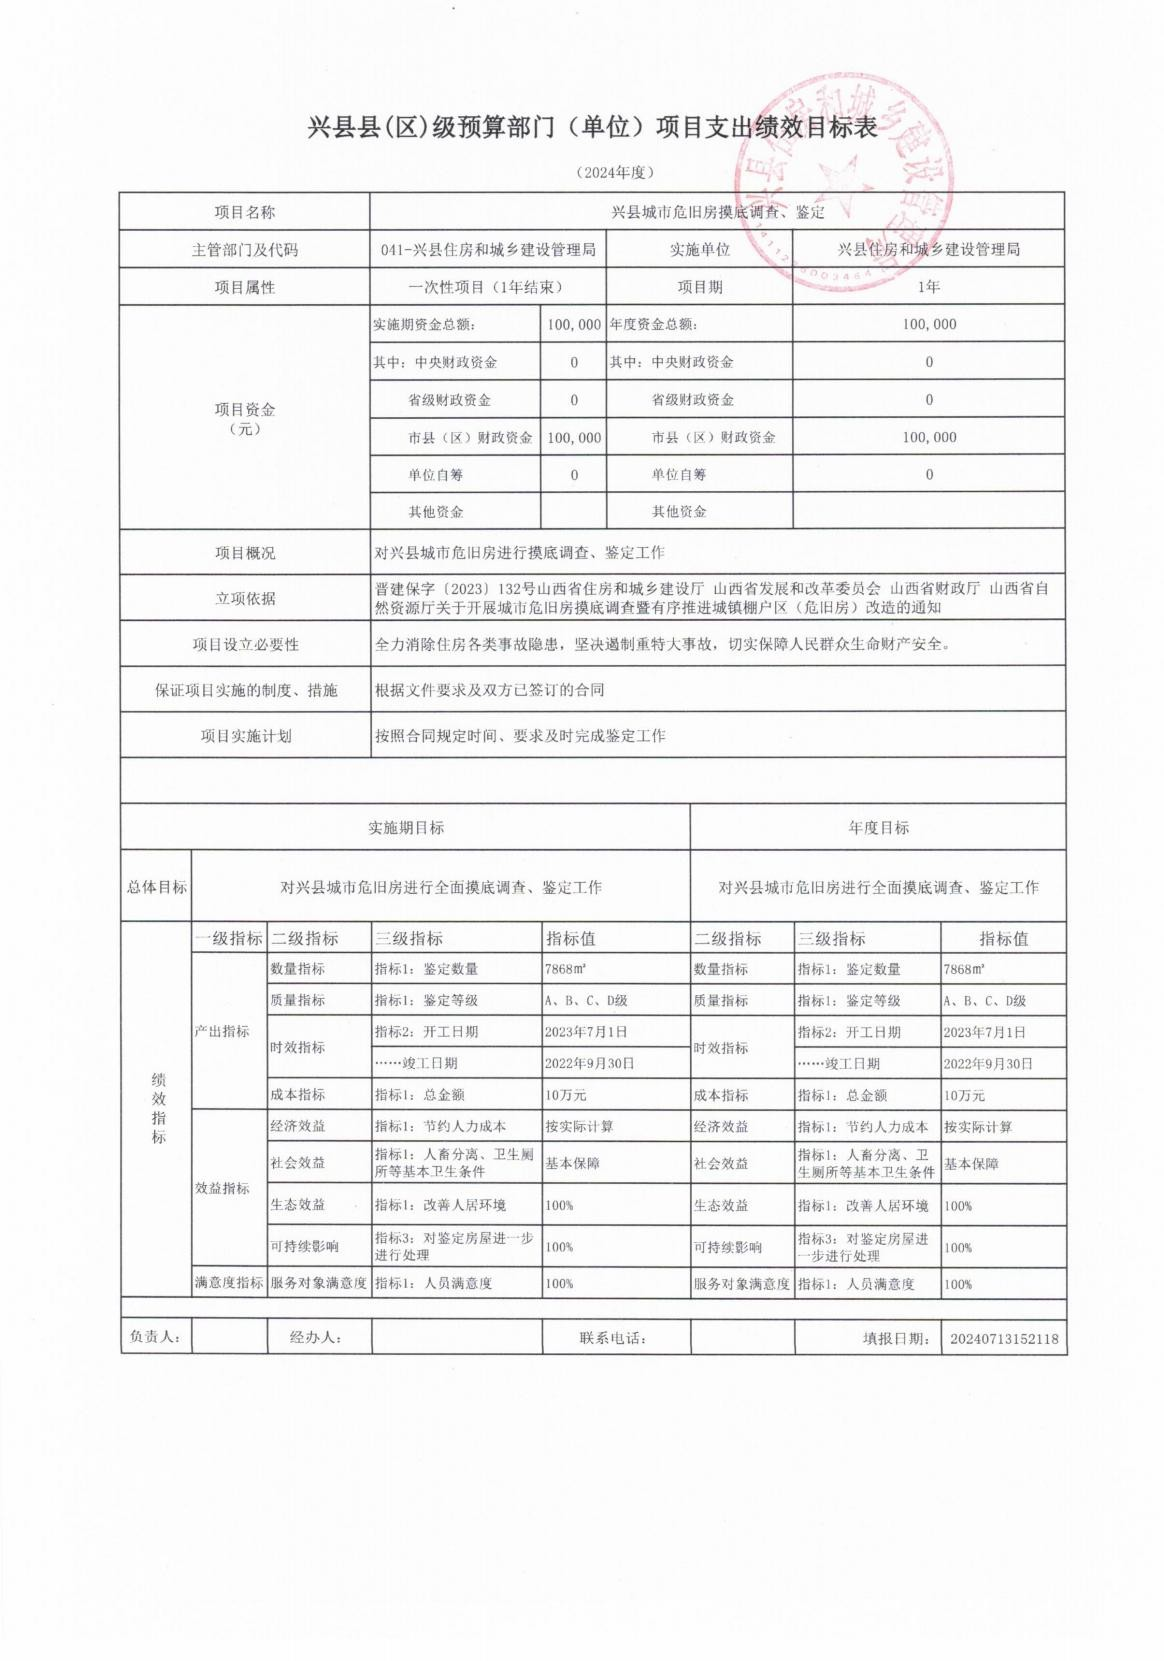 兴县县(区)级预算部门（单位）项目支出绩效目标表
（2024年度）
项目名称 兴县城市危旧房摸底调查、鉴定
主管部门及代码 041-兴县住房和城乡建设管理局 实施单位 兴县住房和城乡建设管理局
项目属性 一次性项目（1年结束） 项目期 1年
项目资金
（元）
实施期资金总额： 100,000 年度资金总额： 100,000
其中：中央财政资金 0 其中：中央财政资金 0
省级财政资金 0 省级财政资金 0
市县（区）财政资金 100,000 市县（区）财政资金 100,000
单位自筹 0 单位自筹 0
其他资金 其他资金
项目概况 对兴县城市危旧房进行摸底调查、鉴定工作
立项依据
晋建保字〔2023〕132号山西省住房和城乡建设厅 山西省发展和改革委员会 山西省财政厅 山西省自
然资源厅关于开展城市危旧房摸底调查暨有序推进城镇棚户区（危旧房）改造的通知
项目设立必要性 全力消除住房各类事故隐患，坚决遏制重特大事故，切实保障人民群众生命财产安全。
保证项目实施的制度、措施 根据文件要求及双方已签订的合同
项目实施计划 按照合同规定时间、要求及时完成鉴定工作
实施期目标 年度目标
总体目标 对兴县城市危旧房进行全面摸底调查、鉴定工作 对兴县城市危旧房进行全面摸底调查、鉴定工作
绩效指标
一级指标 二级指标 三级指标 指标值 二级指标 三级指标 指标值
产出指标
数量指标 指标1：鉴定数量 7868㎡ 数量指标 指标1：鉴定数量 7868㎡
质量指标 指标1：鉴定等级 A、B、C、D级 质量指标 指标1：鉴定等级 A、B、C、D级
时效指标 指标2：开工日期 2023年7月1日 时效指标 指标2：开工日期 2023年7月1日
……竣工日期 2022年9月30日 ……竣工日期 2022年9月30日
成本指标 指标1：总金额 10万元 成本指标 指标1：总金额 10万元
效益指标
经济效益 指标1：节约人力成本 按实际计算 经济效益 指标1：节约人力成本 按实际计算
社会效益 指标1：人畜分离、卫生厕
所等基本卫生条件 基本保障 社会效益 指标1：人畜分离、卫
生厕所等基本卫生条件 基本保障
生态效益 指标1：改善人居环境 100% 生态效益 指标1：改善人居环境 100%
可持续影响 指标3：对鉴定房屋进一步
进行处理 100% 可持续影响 指标3：对鉴定房屋进
一步进行处理 100%
满意度指标 服务对象满意度 指标1：人员满意度 100% 服务对象满意度 指标1：人员满意度 100%
负责人： 经办人： 联系电话： 填报日期： 20240713152118
兴县住房和城乡建设管理局